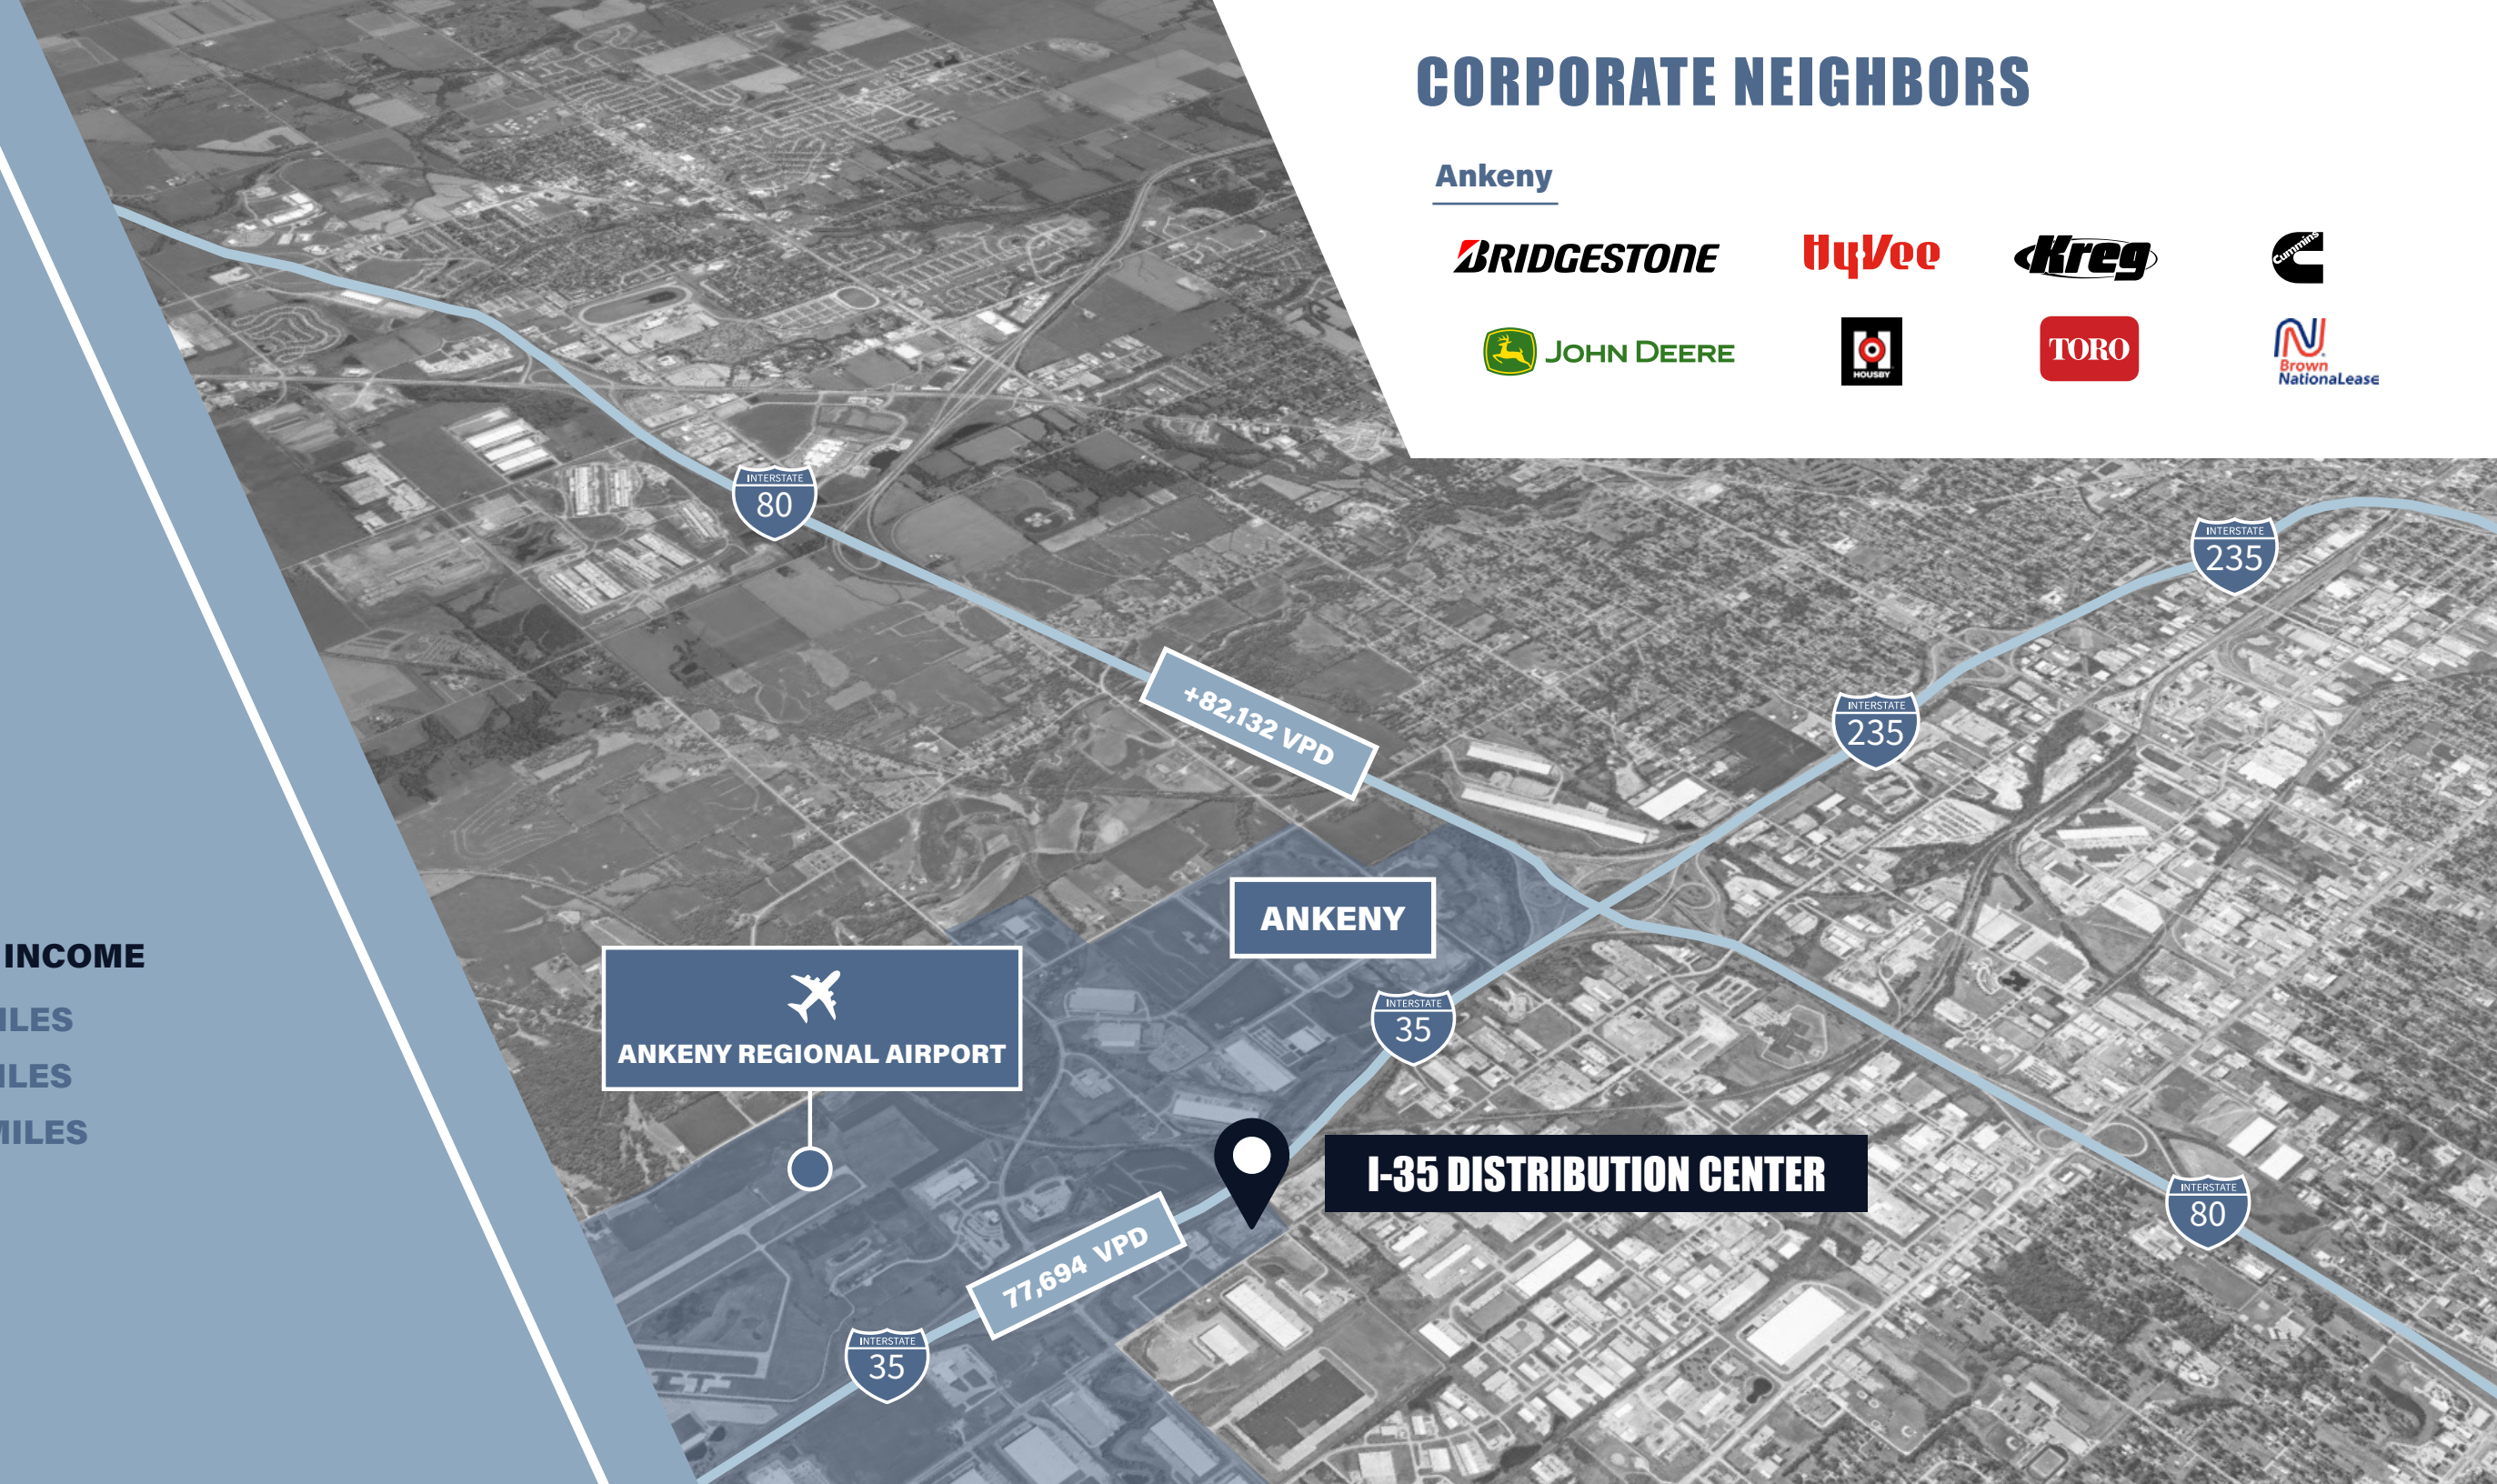 CORPORATE NEIGHBORS
Ankeny
BRIDGESTONE
HyVee
Kreg
Cummins
JOHN DEERE
HOUSBY
TORO
Brown
NationaLease
INTERSTATE
80
INTERSTATE
235
+82,132 VPD
INTERSTATE
235
ANKENY
ANKENY REGIONAL AIRPORT
INTERSTATE
35
I-35 DISTRIBUTION CENTER
INTERSTATE
80
77,694 VPD
INTERSTATE
35
INCOME
ILES
ILES
MILES